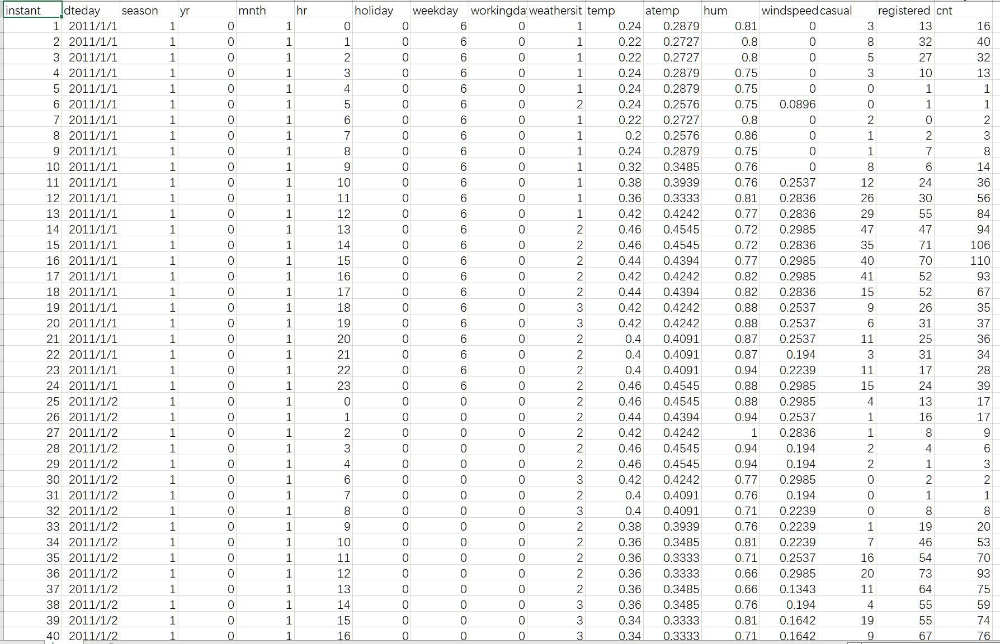 instant dteday season yr mnth hr holiday weekday workingda weathersit temp atemp hum windspeed casual registered cnt
1 2011/1/1 1 0 1 0 0 6 0 1 0.24 0.2879 0.81 0 3 13 16
2 2011/1/1 1 0 1 1 0 6 0 1 0.22 0.2727 0.8 0 8 32 40
3 2011/1/1 1 0 1 2 0 6 0 1 0.22 0.2727 0.8 0 5 27 32
4 2011/1/1 1 0 1 3 0 6 0 1 0.24 0.2879 0.75 0 3 10 13
5 2011/1/1 1 0 1 4 0 6 0 1 0.24 0.2879 0.75 0 0 1 1
6 2011/1/1 1 0 1 5 0 6 0 2 0.24 0.2576 0.75 0.0896 0 1 1
7 2011/1/1 1 0 1 6 0 6 0 1 0.22 0.2727 0.8 0 2 0 2
8 2011/1/1 1 0 1 7 0 6 0 1 0.2 0.2576 0.86 0 1 2 3
9 2011/1/1 1 0 1 8 0 6 0 1 0.24 0.2879 0.75 0 1 7 8
10 2011/1/1 1 0 1 9 0 6 0 1 0.32 0.3485 0.76 0 8 6 14
11 2011/1/1 1 0 1 10 0 6 0 1 0.38 0.3939 0.76 0.2537 12 24 36
12 2011/1/1 1 0 1 11 0 6 0 1 0.36 0.3333 0.81 0.2836 26 30 56
13 2011/1/1 1 0 1 12 0 6 0 1 0.42 0.4242 0.77 0.2836 29 55 84
14 2011/1/1 1 0 1 13 0 6 0 2 0.46 0.4545 0.72 0.2985 47 47 94
15 2011/1/1 1 0 1 14 0 6 0 2 0.46 0.4545 0.72 0.2836 35 71 106
16 2011/1/1 1 0 1 15 0 6 0 2 0.44 0.4394 0.77 0.2985 40 70 110
17 2011/1/1 1 0 1 16 0 6 0 2 0.42 0.4242 0.82 0.2985 41 52 93
18 2011/1/1 1 0 1 17 0 6 0 2 0.44 0.4394 0.82 0.2836 15 52 67
19 2011/1/1 1 0 1 18 0 6 0 3 0.42 0.4242 0.88 0.2537 9 26 35
20 2011/1/1 1 0 1 19 0 6 0 3 0.42 0.4242 0.88 0.2537 6 31 37
21 2011/1/1 1 0 1 20 0 6 0 2 0.4 0.4091 0.87 0.2537 11 25 36
22 2011/1/1 1 0 1 21 0 6 0 2 0.4 0.4091 0.87 0.194 3 31 34
23 2011/1/1 1 0 1 22 0 6 0 2 0.4 0.4091 0.94 0.2239 11 17 28
24 2011/1/1 1 0 1 23 0 6 0 2 0.46 0.4545 0.88 0.2985 15 24 39
25 2011/1/2 1 0 1 0 0 0 0 2 0.46 0.4545 0.88 0.2985 4 13 17
26 2011/1/2 1 0 1 1 0 0 0 2 0.44 0.4394 0.94 0.2537 1 16 17
27 2011/1/2 1 0 1 2 0 0 0 2 0.42 0.4242 1 0.2836 1 8 9
28 2011/1/2 1 0 1 3 0 0 0 2 0.46 0.4545 0.94 0.194 2 4 6
29 2011/1/2 1 0 1 4 0 0 0 2 0.46 0.4545 0.94 0.194 2 1 3
30 2011/1/2 1 0 1 6 0 0 0 3 0.42 0.4242 0.77 0.2985 0 2 2
31 2011/1/2 1 0 1 7 0 0 0 2 0.4 0.4091 0.76 0.194 0 1 1
32 2011/1/2 1 0 1 8 0 0 0 3 0.4 0.4091 0.71 0.2239 0 8 8
33 2011/1/2 1 0 1 9 0 0 0 2 0.38 0.3939 0.76 0.2239 1 19 20
34 2011/1/2 1 0 1 10 0 0 0 2 0.36 0.3485 0.81 0.2239 7 46 53
35 2011/1/2 1 0 1 11 0 0 0 2 0.36 0.3333 0.71 0.2537 16 54 70
36 2011/1/2 1 0 1 12 0 0 0 2 0.36 0.3333 0.66 0.2985 20 73 93
37 2011/1/2 1 0 1 13 0 0 0 2 0.36 0.3485 0.66 0.1343 11 64 75
38 2011/1/2 1 0 1 14 0 0 0 3 0.36 0.3485 0.76 0.194 4 55 59
39 2011/1/2 1 0 1 15 0 0 0 3 0.34 0.3333 0.81 0.1642 19 55 74
40 2011/1/2 1 0 1 16 0 0 0 3 0.34 0.3333 0.71 0.1642 9 67 76